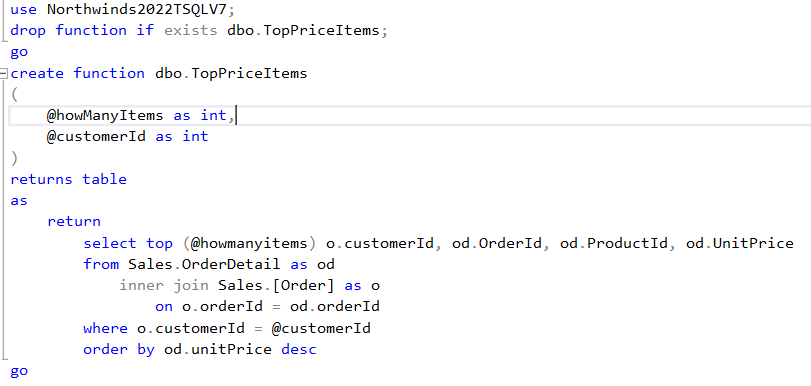 use Northwinds2022TSQLV7;
drop function if exists dbo.TopPriceItems;
go
create function dbo.TopPriceItems
(
    @howManyItems as int,
    @customerId as int
)
returns table
as
    return
        select top (@howmanyitems) o.customerId, od.OrderId, od.ProductId, od.UnitPrice
        from Sales.OrderDetail as od
            inner join Sales.[Order] as o
                on o.orderId = od.orderId
        where o.customerId = @customerId
        order by od.unitPrice desc
go